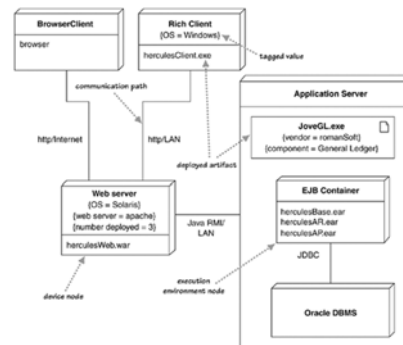 BrowserClient
browser
Rich Client
{OS = Windows}
herculesClient.exe
tagged value
communication path
Application Server
http/Internet
http/LAN
JoveGL.exe
{vendor = romanSoft}
{component = General Ledger}
deployed artifact
Web server
{OS = Solaris}
{web server = apache}
{number deployed = 3}
herculesWeb.war
Java RMI/
LAN
EJB Container
herculesBase.ear
herculesAR.ear
herculesAP.ear
JDBC
device node
execution
environment node
Oracle DBMS